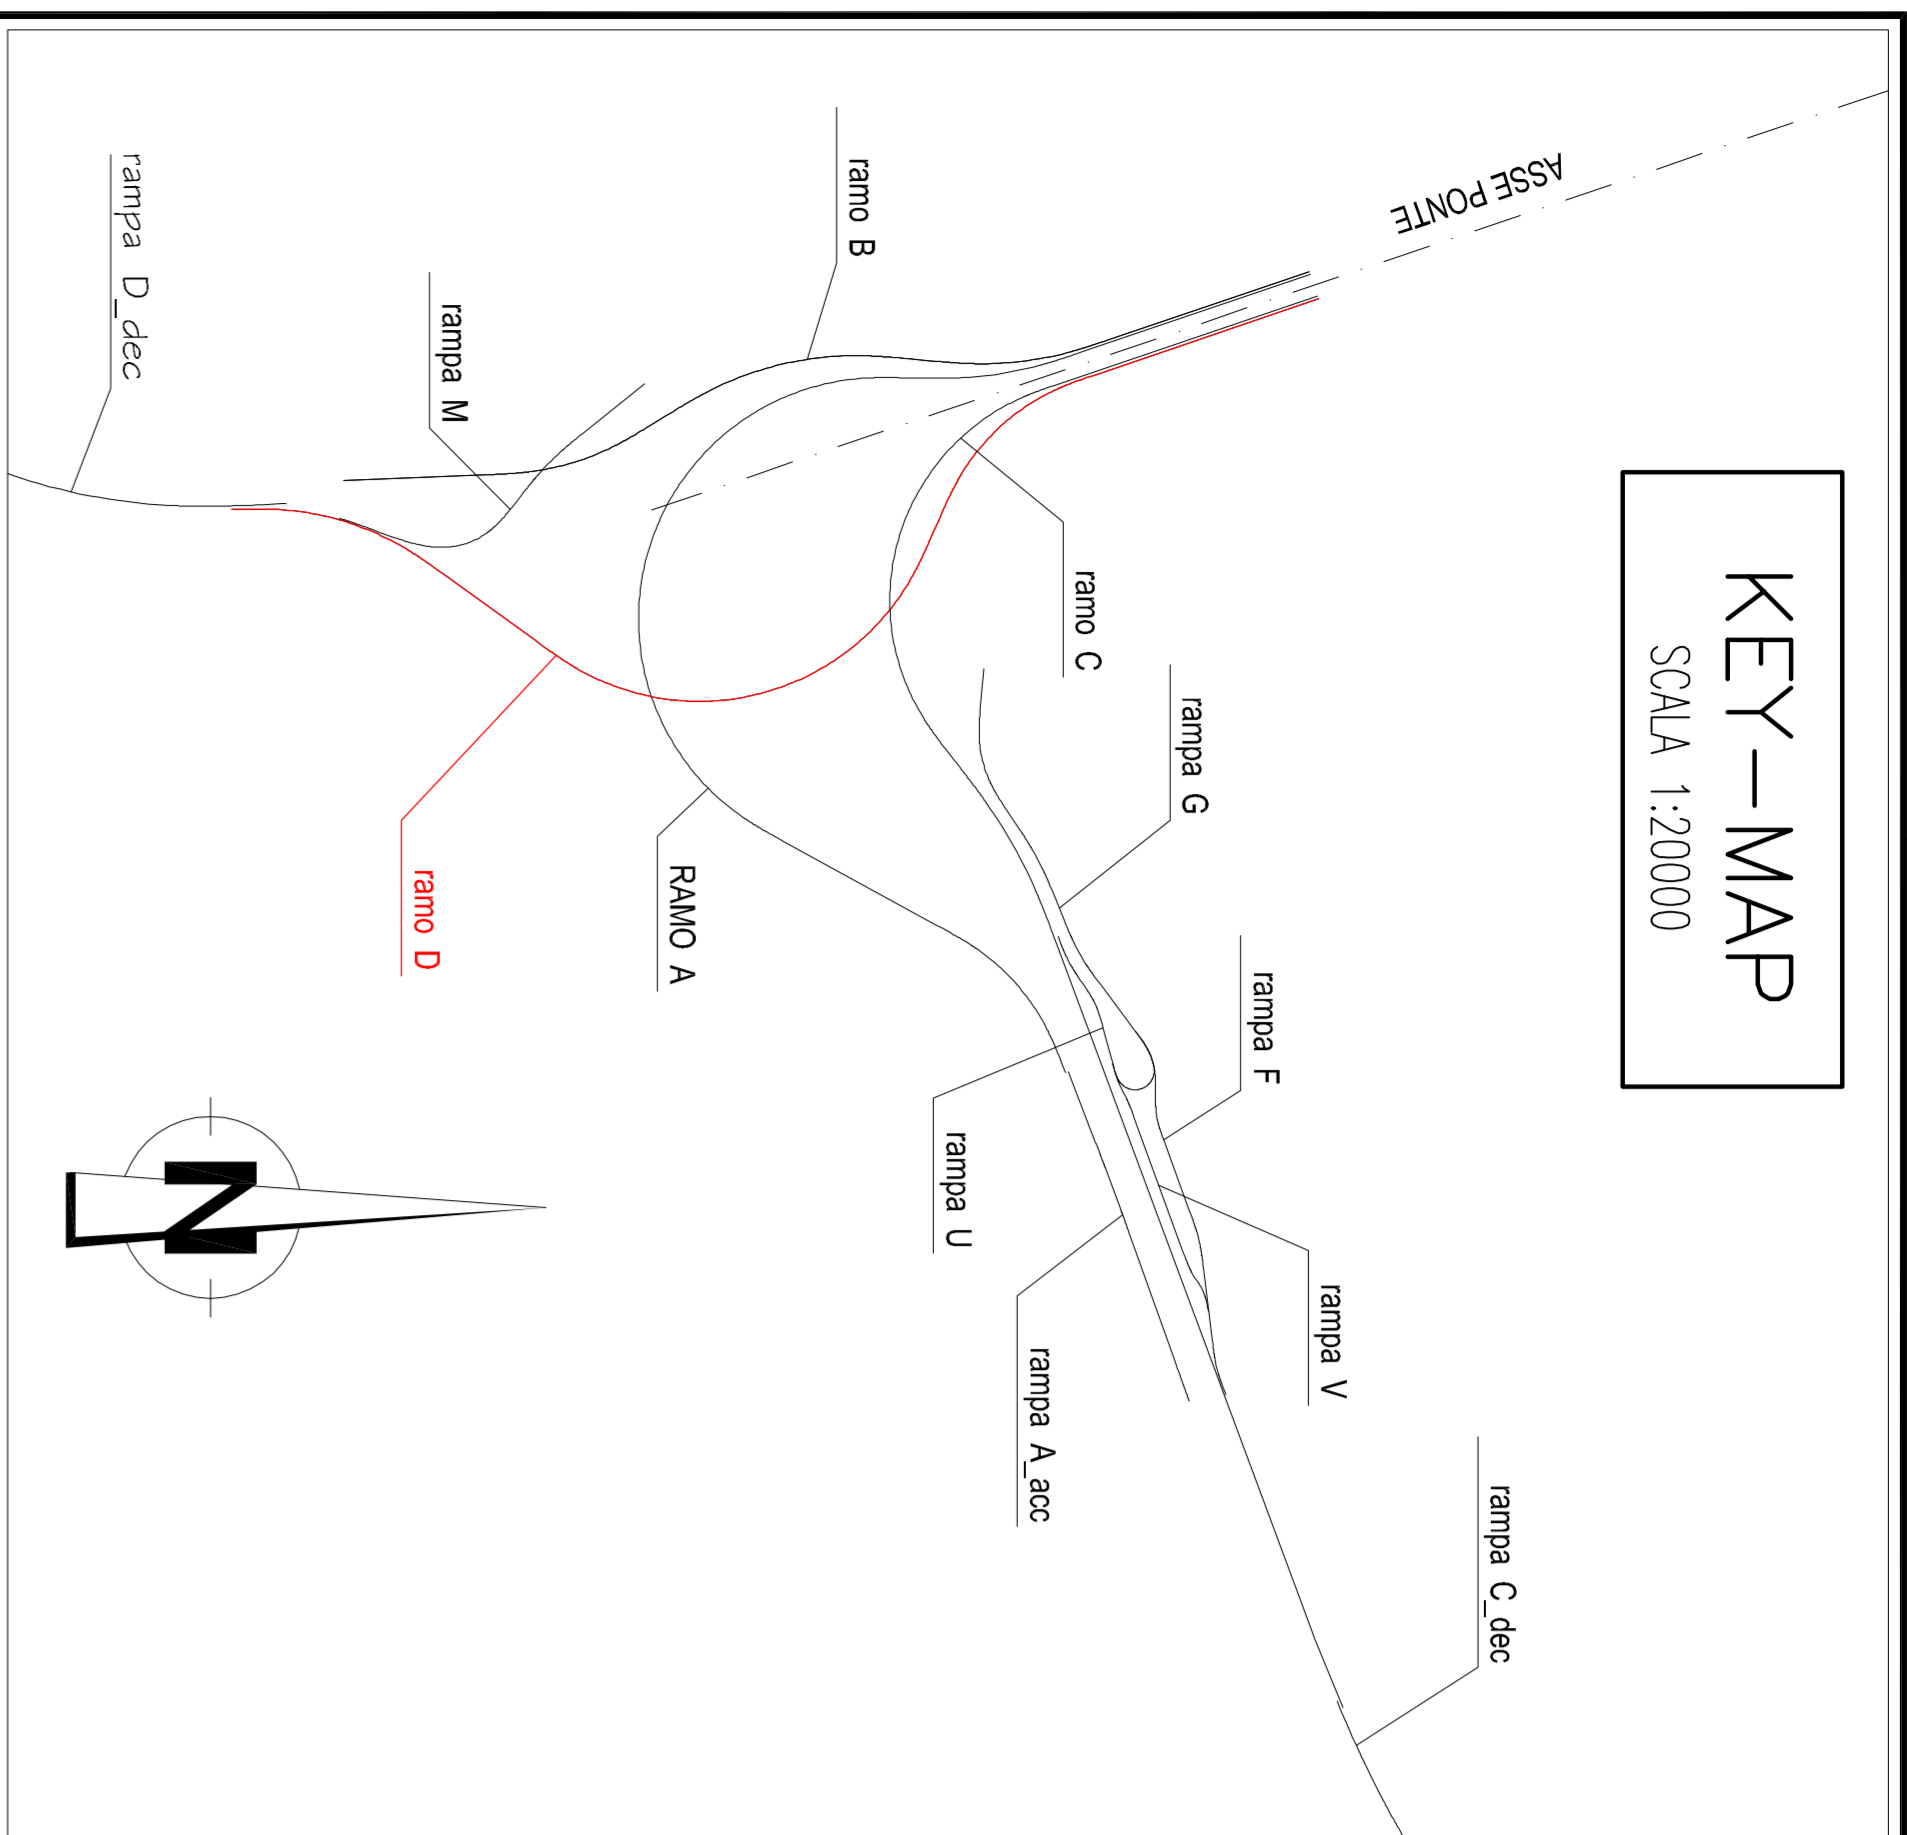 KEY-MAP
SCALA 1:20000
ASSE PONTE
ramo B
rampa D_dec
rampa M
ramo C
rampa G
ramo D
RAMO A
rampa F
rampa U
rampa V
rampa A_acc
rampa C_dec
N